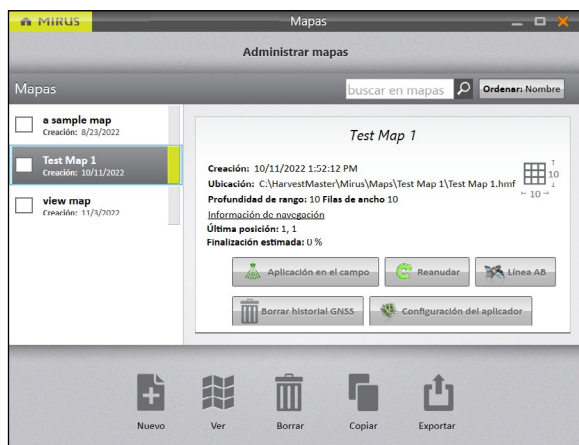 MIRUS
Mapas
Administrar mapas
Mapas
buscar en mapas
Ordenar: Nombre
a sample map
Creación: 8/23/2022
Test Map 1
Creación: 10/11/2022
view map
Creación: 11/3/2022
Test Map 1
Creación: 10/11/2022 1:52:12 PM
Ubicación: C:\HarvestMaster\Mirus\Maps\Test Map 1\Test Map 1.hmf
10
10
Profundidad de rango: 10 Filas de ancho 10
Información de navegación
Última posición: 1, 1
Finalización estimada: 0 %
Aplicación en el campo
Reanudar
Línea AB
Borrar historial GNSS
Configuración del aplicador
Nuevo
Ver
Borrar
Copiar
Exportar